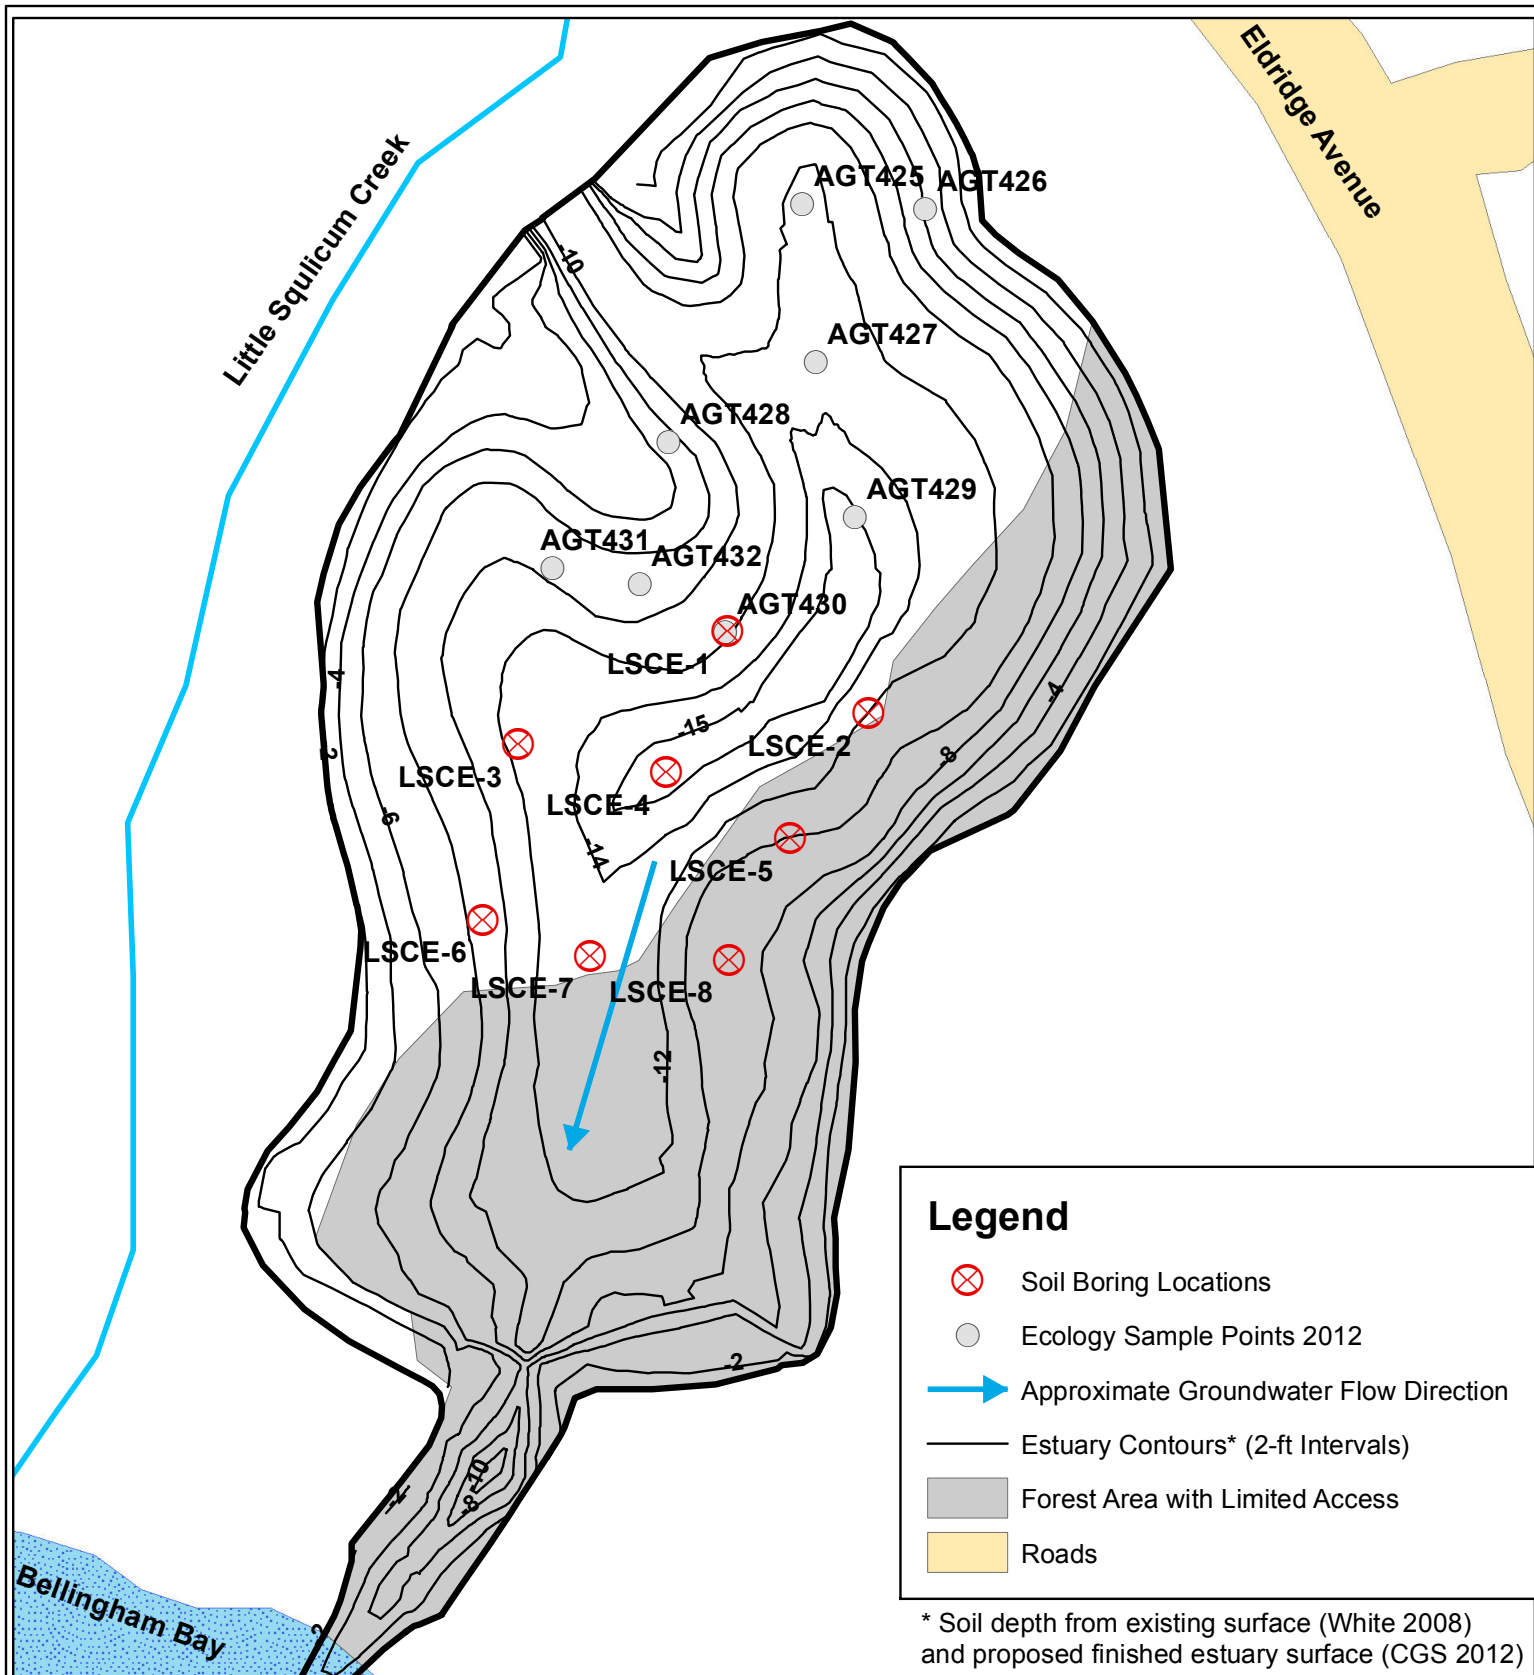 Eldridge Avenue
Little Squlicum Creek
AGT425
AGT426
-10
AGT427
AGT428
AGT429
AGT431
AGT432
AGT430
LSCE-1
-4
-4
-15
LSCE-2
2
LSCE-3
-8
LSCE-4
-6
-14
LSCE-5
LSCE-6
LSCE-7
LSCE-8
-12
Legend
Soil Boring Locations
Ecology Sample Points 2012
-2
Approximate Groundwater Flow Direction
Estuary Contours* (2-ft Intervals)
-10
-2
-8
Forest Area with Limited Access
Roads
Bellingham Bay
2
* Soil depth from existing surface (White 2008)
and proposed finished estuary surface (CGS 2012)